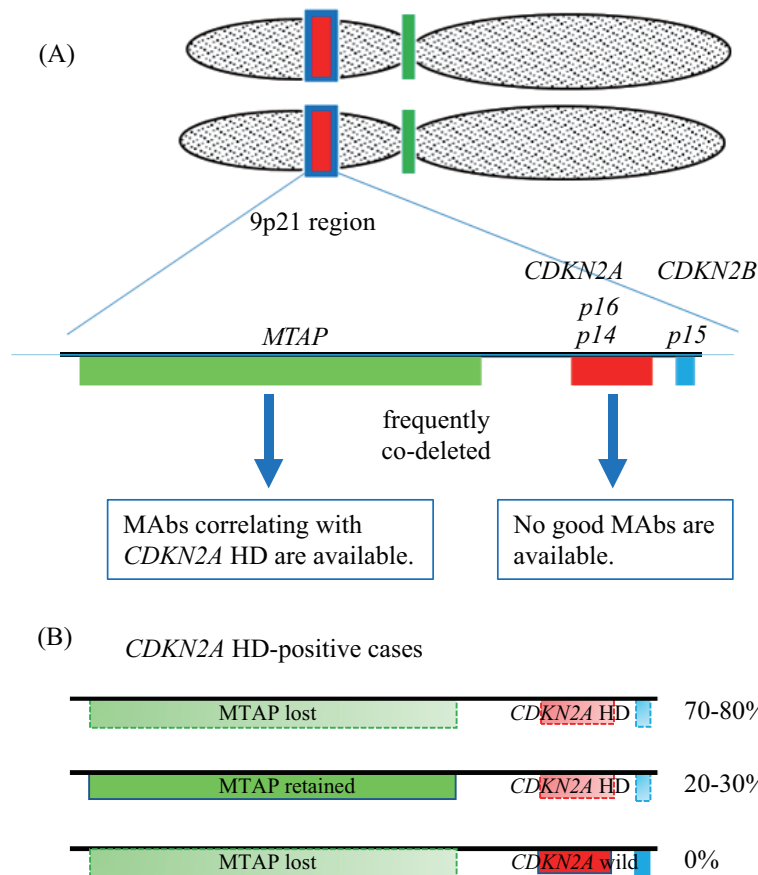 (A)
9p21 region
CDKN2A CDKN2B
p16
MTAP p14 p15
frequently
co-deleted
MAbs correlating with
CDKN2A HD are available.
No good MAbs are
available.
(B)
CDKN2A HD-positive cases
MTAP lost CDKN2A HD 70-80%
MTAP retained CDKN2A HD 20-30%
MTAP lost CDKN2A wild 0%